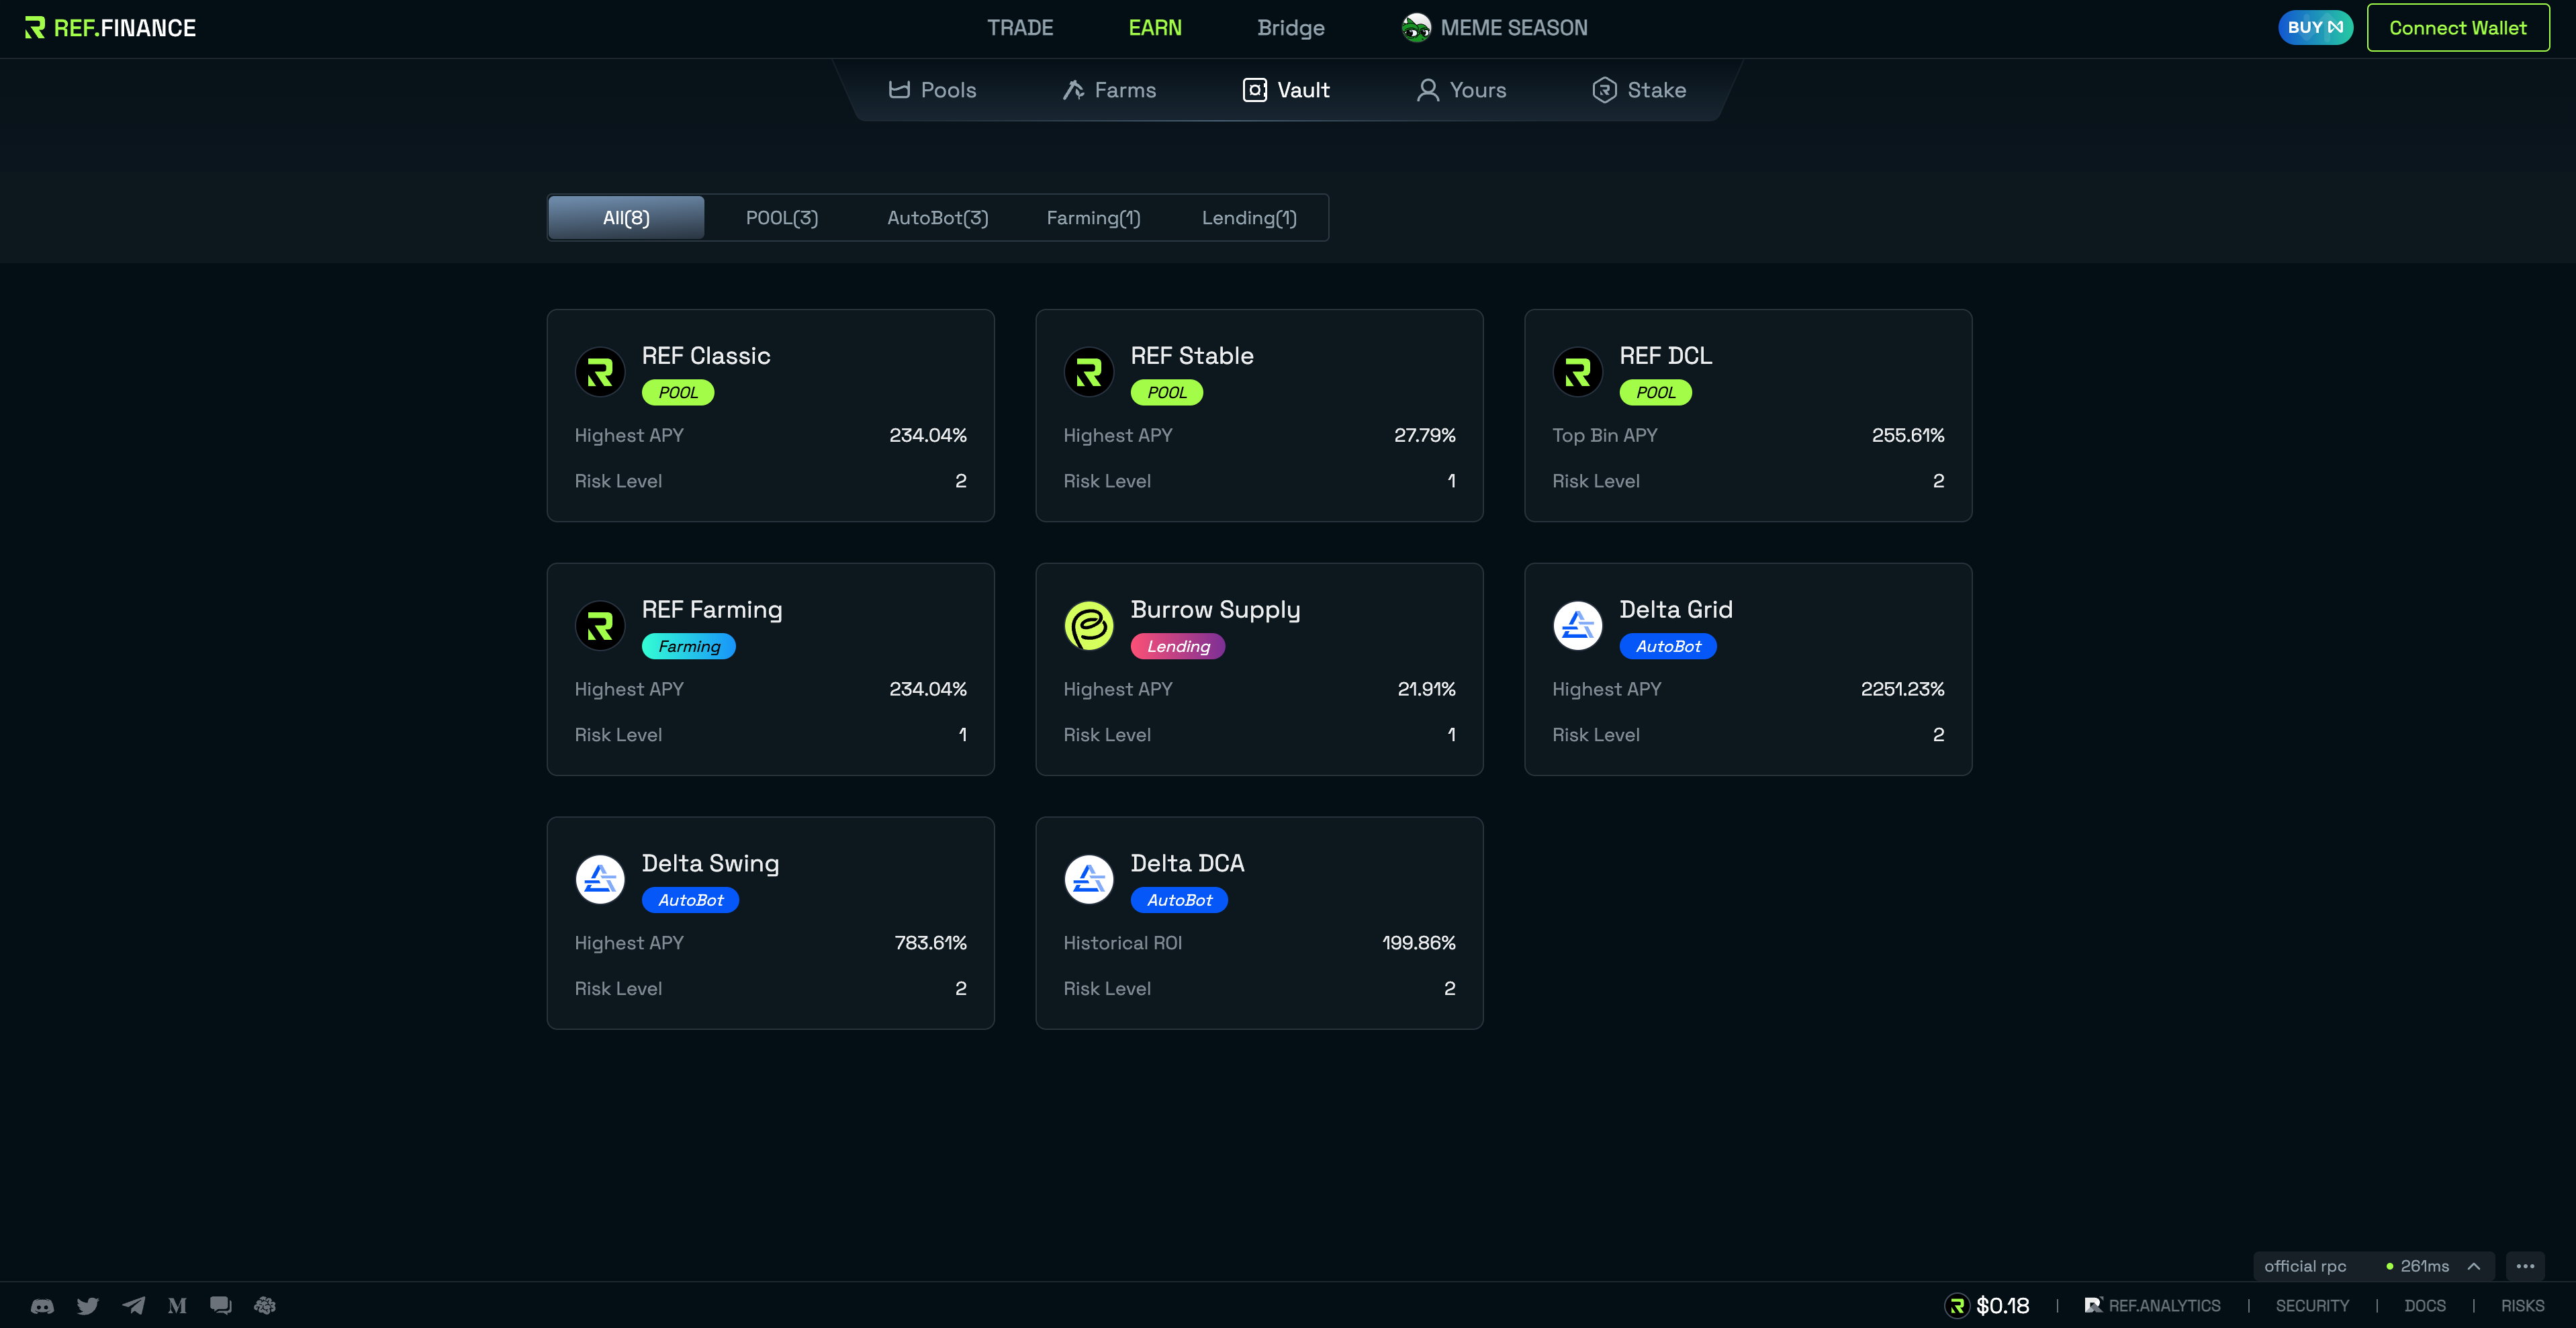 REF.FINANCE
TRADE
EARN
Bridge
MEME SEASON
BUY
Connect Wallet
Pools
Farms
Vault
Yours
Stake
All(8)
POOL(3)
AutoBot(3)
Farming(1)
Lending(1)
REF Classic
POOL
Highest APY 234.04%
Risk Level 2
REF Stable
POOL
Highest APY 27.79%
Risk Level 1
REF DCL
POOL
Top Bin APY 255.61%
Risk Level 2
REF Farming
Farming
Highest APY 234.04%
Risk Level 1
Burrow Supply
Lending
Highest APY 21.91%
Risk Level 1
Delta Grid
AutoBot
Highest APY 2251.23%
Risk Level 2
Delta Swing
AutoBot
Highest APY 783.61%
Risk Level 2
Delta DCA
AutoBot
Historical ROI 199.86%
Risk Level 2
official rpc 261ms
$0.18 | REF.ANALYTICS | SECURITY | DOCS | RISKS